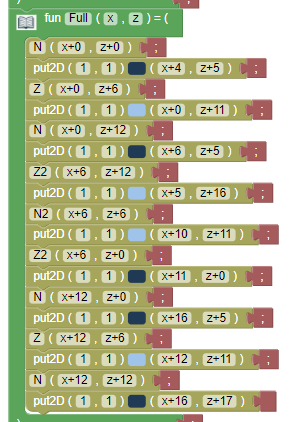 fun Full ( x , z ) = (
N ( x+0 , z+0 ) ;
put2D ( 1 , 1 ) ( x+4 , z+5 ) ;
Z ( x+0 , z+6 ) ;
put2D ( 1 , 1 ) ( x+0 , z+11 ) ;
N ( x+0 , z+12 ) ;
put2D ( 1 , 1 ) ( x+6 , z+5 ) ;
Z2 ( x+6 , z+12 ) ;
put2D ( 1 , 1 ) ( x+5 , z+16 ) ;
N2 ( x+6 , z+6 ) ;
put2D ( 1 , 1 ) ( x+10 , z+11 ) ;
Z2 ( x+6 , z+0 ) ;
put2D ( 1 , 1 ) ( x+11 , z+0 ) ;
N ( x+12 , z+0 ) ;
put2D ( 1 , 1 ) ( x+16 , z+5 ) ;
Z ( x+12 , z+6 ) ;
put2D ( 1 , 1 ) ( x+12 , z+11 ) ;
N ( x+12 , z+12 ) ;
put2D ( 1 , 1 ) ( x+16 , z+17 )